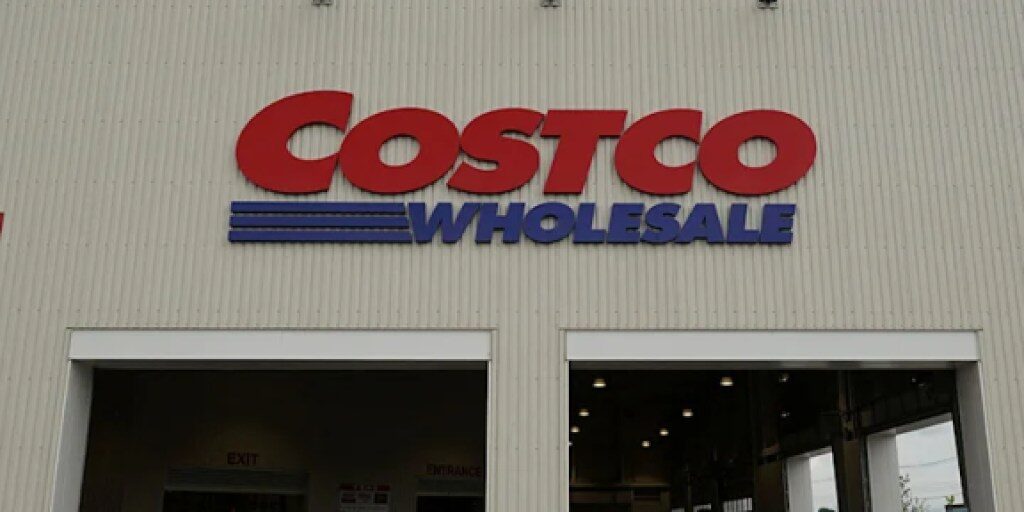 COSTCO
WHOLESALE
EXIT
ENTRANCE